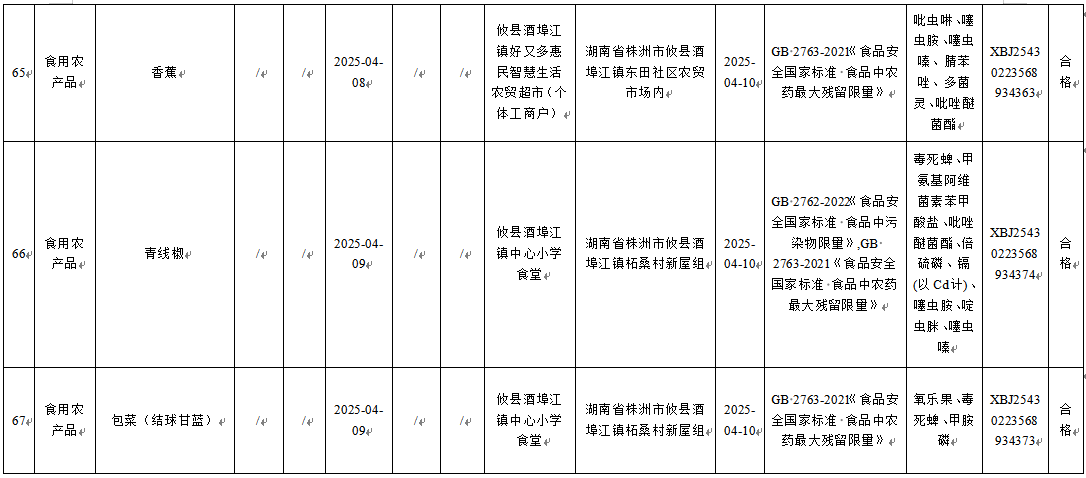 65
食用农
产品
香蕉
/
/
2025-04-
08
/
/
攸县酒埠江
镇好又多惠
民智慧生活
农贸超市（个
体工商户）
湖南省株洲市攸县酒
埠江镇东田社区农贸
市场内
2025-
04-10
GB 2763-2021《食品安
全国家标准 食品中农
药最大残留限量》
吡虫啉、噻
虫胺、噻虫
嗪、腈苯
唑、多菌
灵、吡唑醚
菌酯
XBJ2543
0223568
934363
合
格
66
食用农
产品
青线椒
/
/
2025-04-
09
/
/
攸县酒埠江
镇中心小学
食堂
湖南省株洲市攸县酒
埠江镇柘桑村新屋组
2025-
04-10
GB 2762-2022《食品安
全国家标准 食品中污
染物限量》,GB
2763-2021《食品安全
国家标准 食品中农药
最大残留限量》
毒死蜱、甲
氨基阿维
菌素苯甲
酸盐、吡唑
醚菌酯、倍
硫磷、镉
(以 Cd计)、
噻虫胺、啶
虫脒、噻虫
嗪
XBJ2543
0223568
934374
合
格
67
食用农
产品
包菜（结球甘蓝）
/
/
2025-04-
09
/
/
攸县酒埠江
镇中心小学
食堂
湖南省株洲市攸县酒
埠江镇柘桑村新屋组
2025-
04-10
GB 2763-2021《食品安
全国家标准 食品中农
药最大残留限量》
氧乐果、毒
死蜱、甲胺
磷
XBJ2543
0223568
934373
合
格